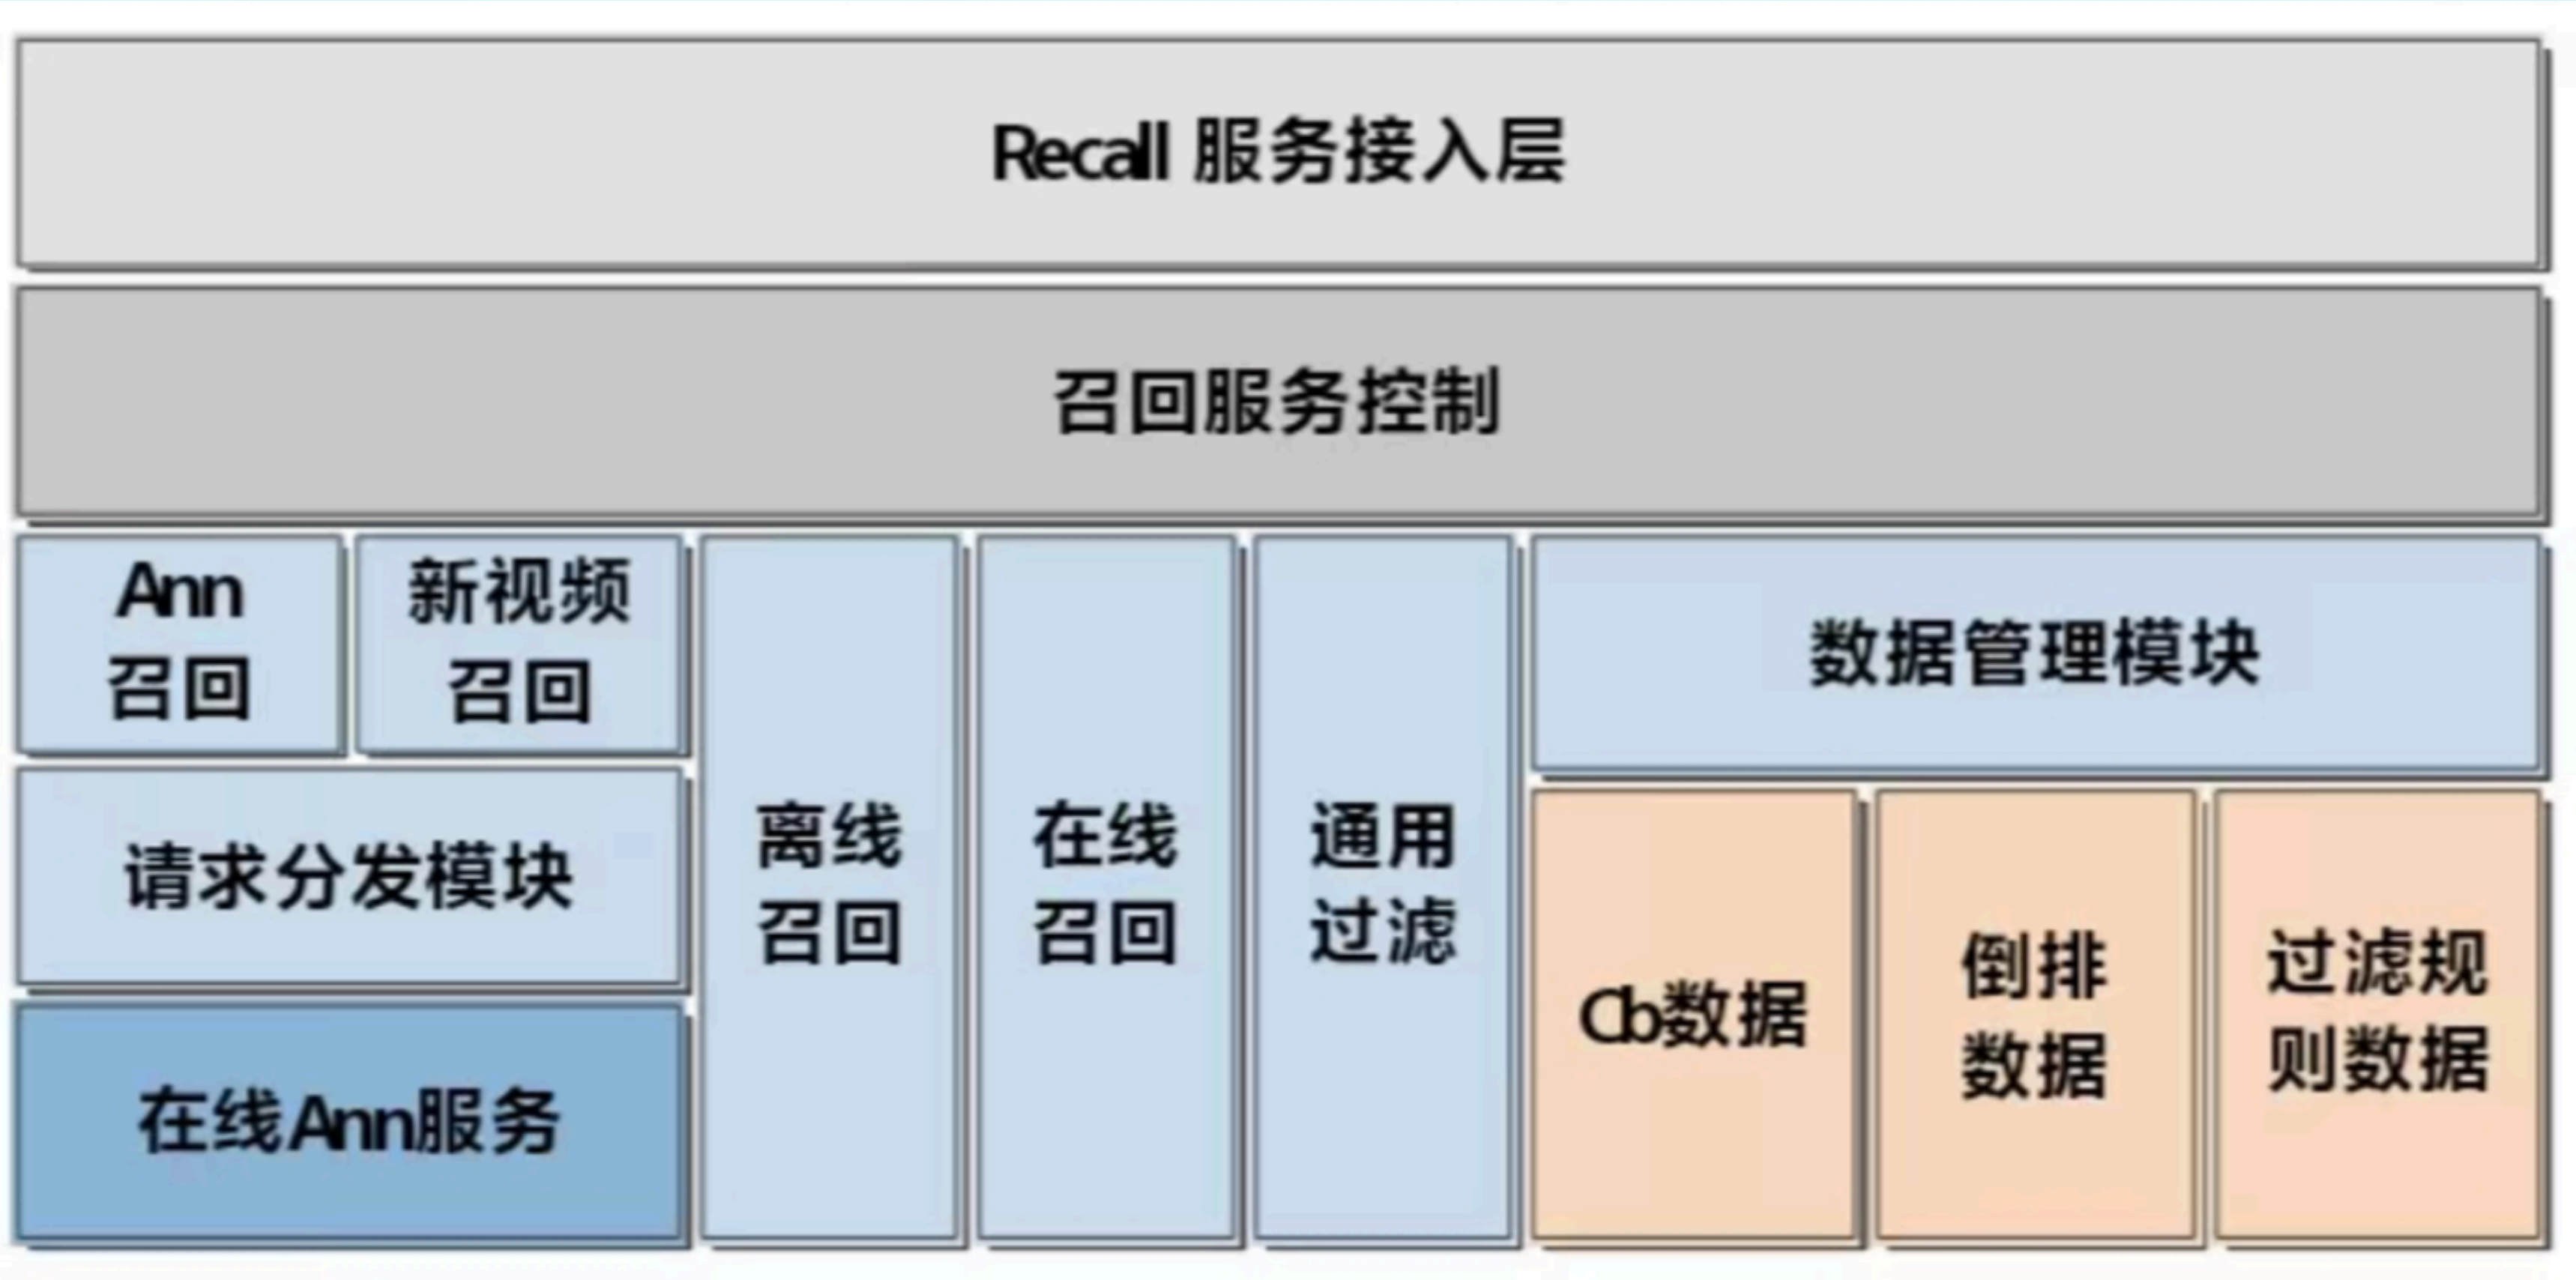 Recall 服务接入层
召回服务控制
Ann
召回
新视频
召回
请求分发模块
在线Ann服务
离线
召回
在线
召回
通用
过滤
数据管理模块
Cb数据
倒排
数据
过滤规
则数据